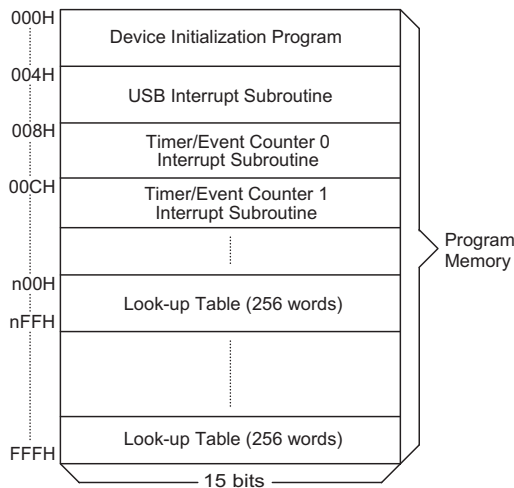 000H
Device Initialization Program
004H
USB Interrupt Subroutine
008H
Timer/Event Counter 0
Interrupt Subroutine
00CH
Timer/Event Counter 1
Interrupt Subroutine
Program
Memory
n00H
Look-up Table (256 words)
nFFH
Look-up Table (256 words)
FFFH
15 bits